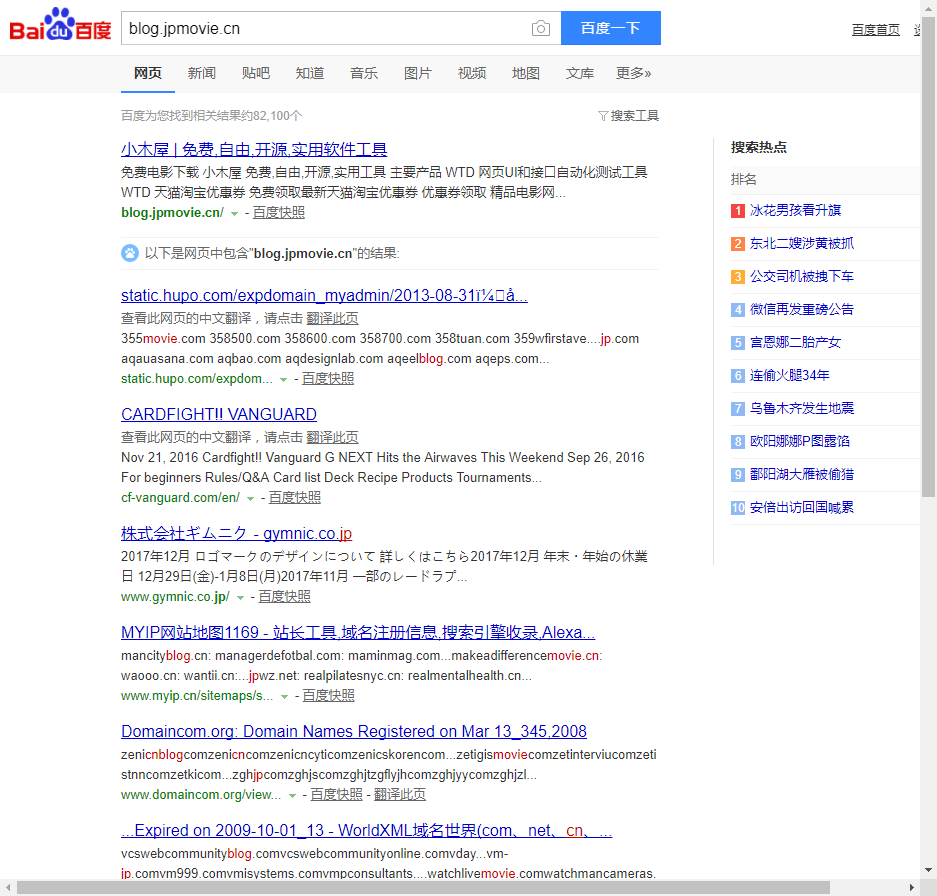 Bai du 百度
blog.jpmovie.cn
百度一下
百度首页
网页 新闻 贴吧 知道 音乐 图片 视频 地图 文库 更多»
百度为您找到相关结果约82,100个
搜索工具
小木屋 | 免费,自由,开源,实用软件工具
免费电影下载 小木屋 免费,自由,开源,实用工具 主要产品 WTD 网页UI和接口自动化测试工具
WTD 天猫淘宝优惠券 免费领取最新天猫淘宝优惠券 优惠券领取 精品电影网...
blog.jpmovie.cn/ - 百度快照
以下是网页中包含"blog.jpmovie.cn"的结果:
static.hupo.com/expdomain_myadmin/2013-08-31ï¼å...
查看此网页的中文翻译，请点击 翻译此页
355movie.com 358500.com 358600.com 358700.com 358tuan.com 359wfirstave....jp.com
aqauasana.com aqbao.com aqdesignlab.com aqeelblog.com aqeps.com...
static.hupo.com/expdom... - 百度快照
CARDFIGHT!! VANGUARD
查看此网页的中文翻译，请点击 翻译此页
Nov 21, 2016 Cardfight!! Vanguard G NEXT Hits the Airwaves This Weekend Sep 26, 2016
For beginners Rules/Q&A Card list Deck Recipe Products Tournaments...
cf-vanguard.com/en/ - 百度快照
株式会社ギムニク - gymnic.co.jp
2017年12月 ロゴマークのデザインについて 詳しくはこちら2017年12月 年末・年始の休業
日 12月29日(金)-1月8日(月)2017年11月 一部のレードラプ...
www.gymnic.co.jp/ - 百度快照
MYIP网站地图1169 - 站长工具,域名注册信息,搜索引擎收录,Alexa...
mancityblog.cn: managerdefotbal.com: maminmag.com...makeadifferencemovie.cn:
waooo.cn: wantii.cn:...jpwz.net: realpilatesnyc.cn: realmentalhealth.cn...
www.myip.cn/sitemaps/s... - 百度快照
Domaincom.org: Domain Names Registered on Mar 13_345,2008
zenicnblogcomzenicncomzenicncyticomzenicskorencom...zetigismoviecomzetinterviucomzeti
stnncomzetkicom...zghjpcomzghjscomzghjtzgflyjhcomzghjyycomzghjzl...
www.domaincom.org/view... - 百度快照 - 翻译此页
...Expired on 2009-10-01_13 - WorldXML域名世界(com、net、cn、...
vcswebcommunityblog.comvcswebcommunityonline.comvday...vm-
jp.comvm999.comvmisystems.comvmpconsultants....watchlivemovie.comwatchmancameras.
搜索热点
排名
1 冰花男孩看升旗
2 东北二嫂涉黄被抓
3 公交司机被拽下车
4 微信再发重磅公告
5 宫恩娜二胎产女
6 连偷火腿34年
7 乌鲁木齐发生地震
8 欧阳娜娜P图露馅
9 鄱阳湖大雁被偷猎
10 安倍出访回国喊累